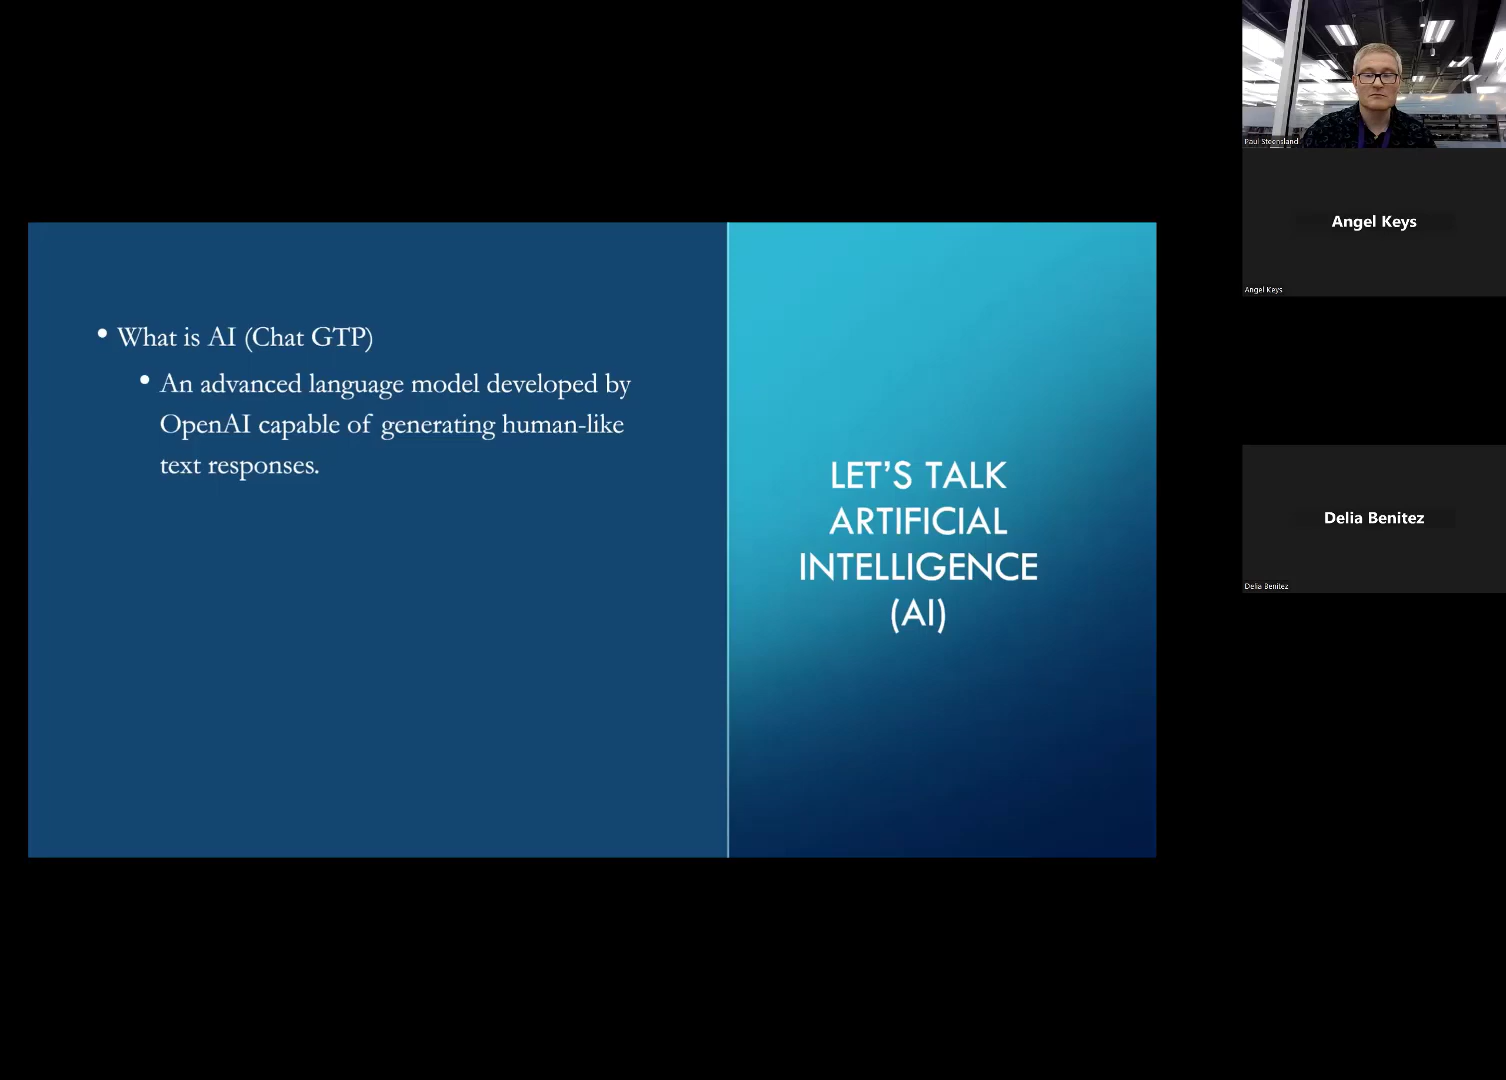 • What is AI (Chat GTP)
• An advanced language model developed by
OpenAI capable of generating human-like
text responses.
LET’S TALK
ARTIFICIAL
INTELLIGENCE
(AI)
Paul Steensland
Angel Keys
Angel Keys
Delia Benitez
Delia Benitez